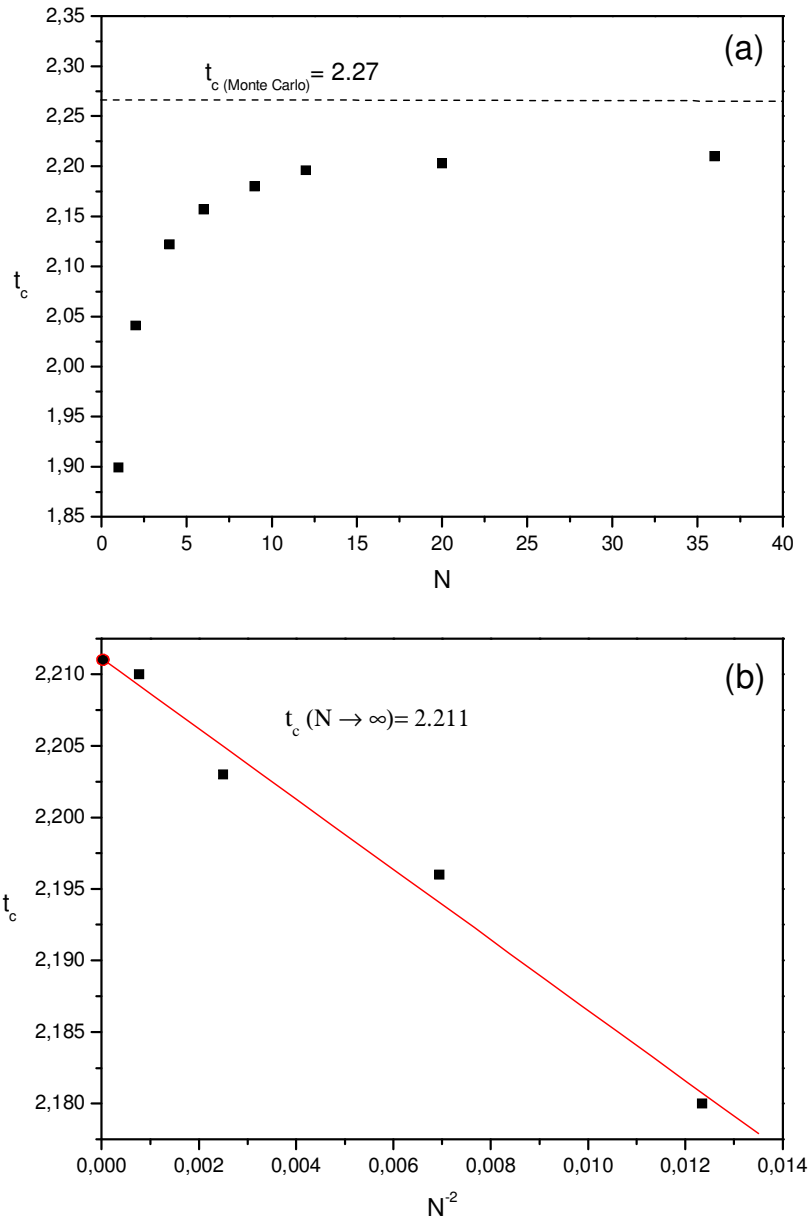 (a)
t_c (Monte Carlo) = 2.27
2,35
2,30
2,25
2,20
2,15
2,10
2,05
2,00
1,95
1,90
1,85
t_c
0 5 10 15 20 25 30 35 40
N
(b)
t_c (N → ∞)= 2.211
2,210
2,205
2,200
2,195
2,190
2,185
2,180
t_c
0,000 0,002 0,004 0,006 0,008 0,010 0,012 0,014
N^-2